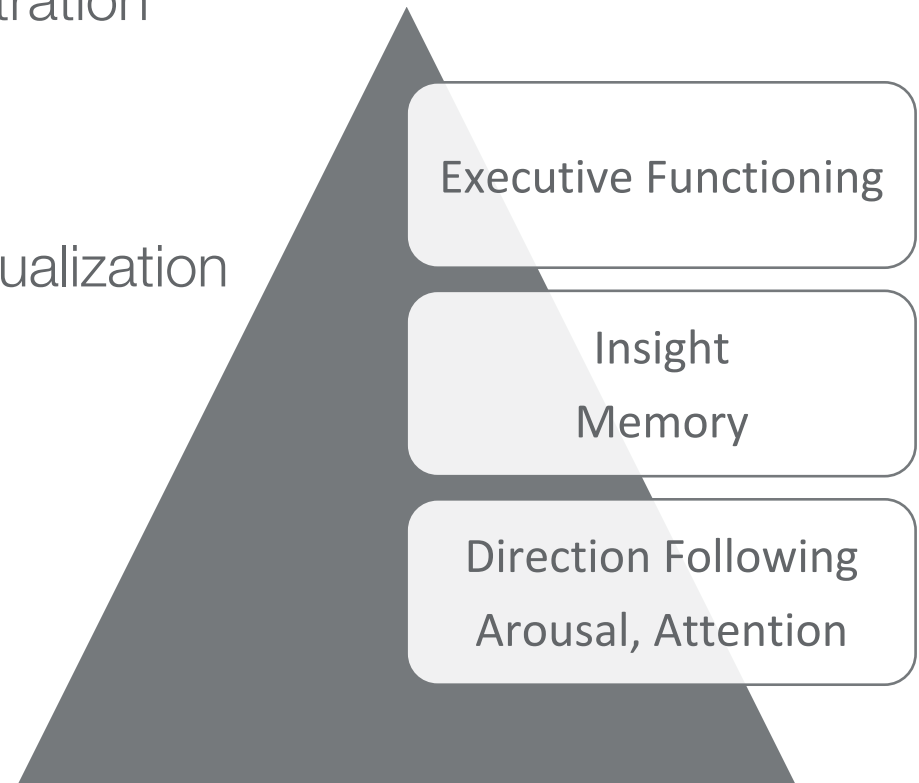 tration
Executive Functioning
ualization
Insight
Memory
Direction Following
Arousal, Attention